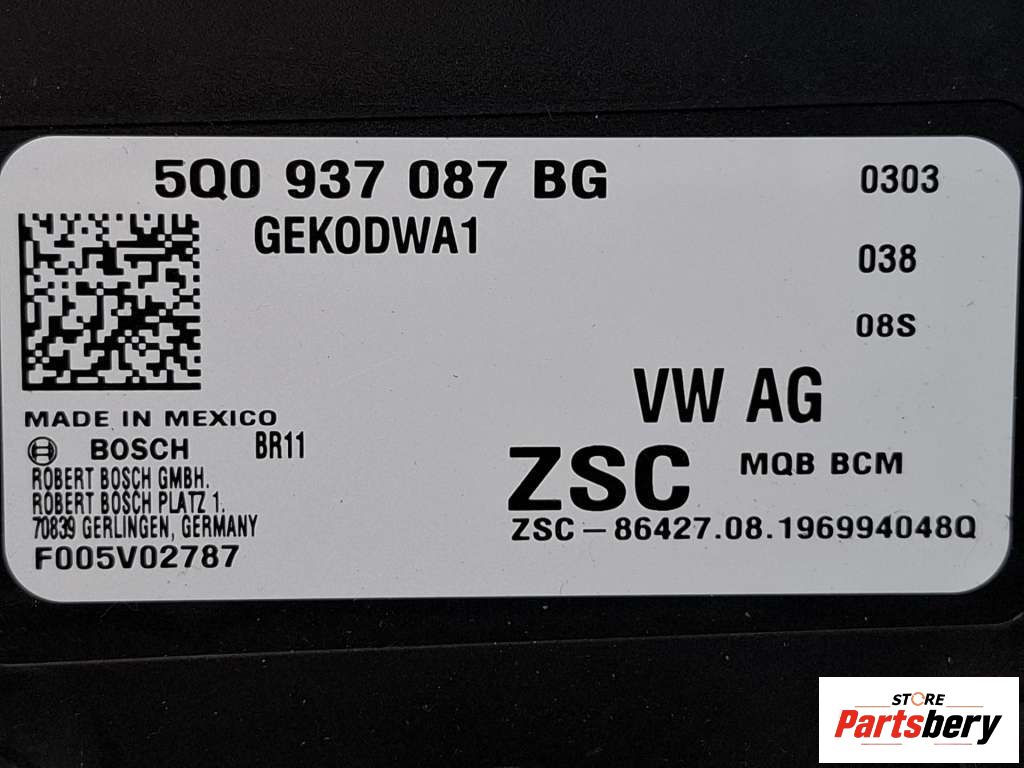 5Q0 937 087 BG 0303
GEKODWA1
038
08S
VW AG
MADE IN MEXICO
BOSCH BR11
ZSC MQB BCM
ROBERT BOSCH GMBH.
ROBERT BOSCH PLATZ 1.
70839 GERLINGEN, GERMANY
ZSC-86427.08.196994048Q
F005V02787
STORE
Partsbery